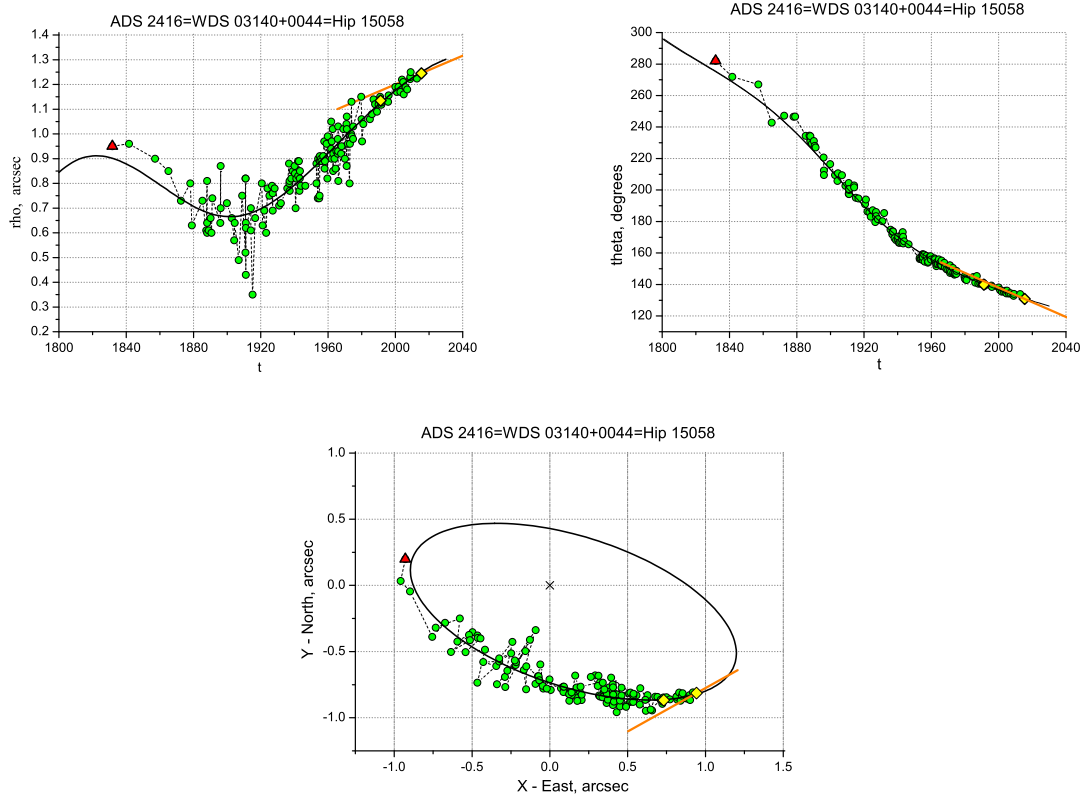 ADS 2416=WDS 03140+0044=Hip 15058
1.4
1.3
1.2
1.1
1.0
0.9
0.8
0.7
0.6
0.5
0.4
0.3
0.2
rho, arcsec
1800 1840 1880 1920 1960 2000 2040
t
ADS 2416=WDS 03140+0044=Hip 15058
300
280
260
240
220
200
180
160
140
120
theta, degrees
1800 1840 1880 1920 1960 2000 2040
t
ADS 2416=WDS 03140+0044=Hip 15058
1.0
0.5
0.0
-0.5
-1.0
Y - North, arcsec
-1.0 -0.5 0.0 0.5 1.0 1.5
X - East, arcsec